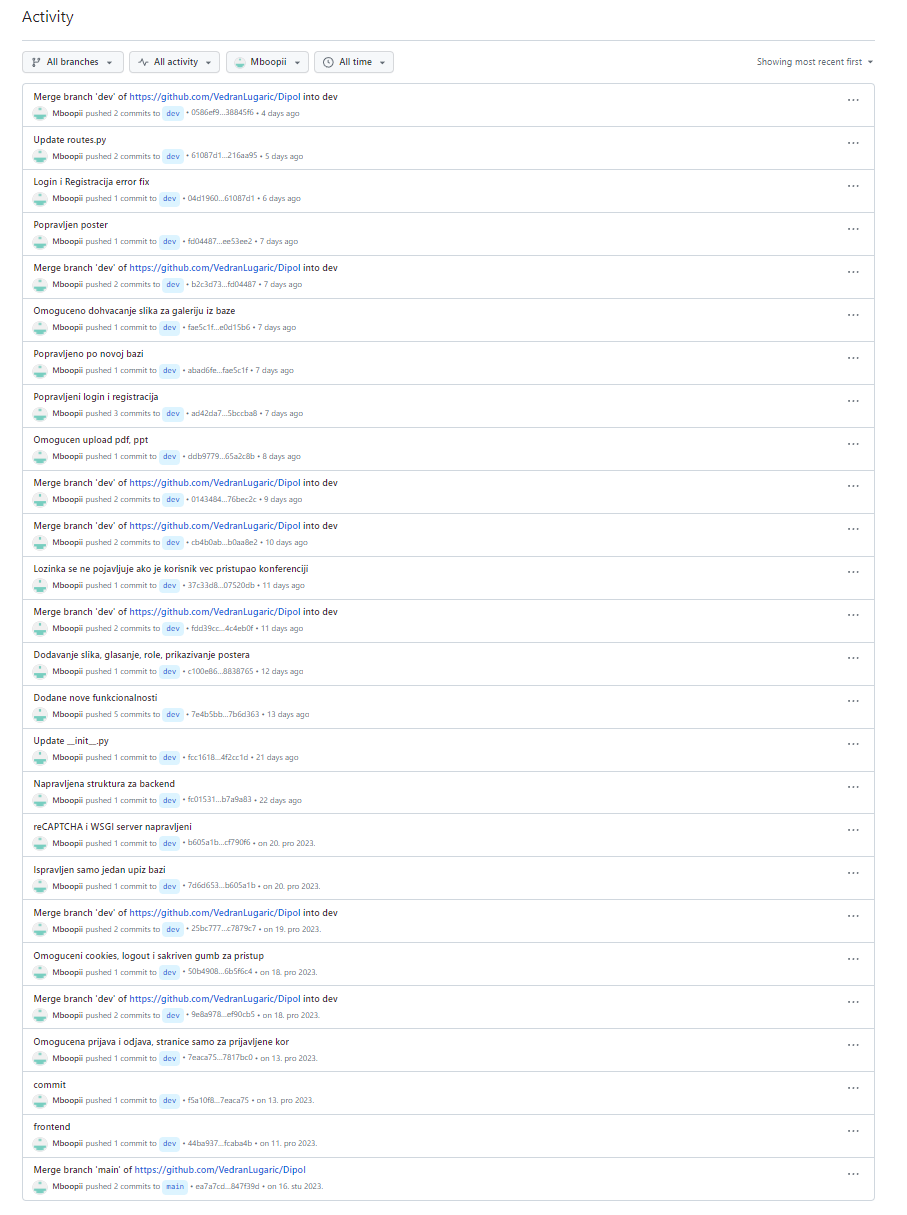 Activity
All branches All activity Mboopii All time Showing most recent first
Merge branch 'dev' of https://github.com/VedranLugaric/Dipol into dev
Mboopii pushed 2 commits to dev • 0586ef9...38845f6 • 4 days ago
Update routes.py
Mboopii pushed 2 commits to dev • 61087d1...216aa95 • 5 days ago
Login i Registracija error fix
Mboopii pushed 1 commit to dev • 04d1960...61087d1 • 6 days ago
Popravljen poster
Mboopii pushed 1 commit to dev • fd04487...ee53ee2 • 7 days ago
Merge branch 'dev' of https://github.com/VedranLugaric/Dipol into dev
Mboopii pushed 2 commits to dev • b2c3d73...fd04487 • 7 days ago
Omoguceno dohvacanje slika za galeriju iz baze
Mboopii pushed 1 commit to dev • fae5c1f...e0d15b6 • 7 days ago
Popravljeno po novoj bazi
Mboopii pushed 1 commit to dev • abad6fe...fae5c1f • 7 days ago
Popravljeni login i registracija
Mboopii pushed 3 commits to dev • ad42da7...5bccba8 • 7 days ago
Omogucen upload pdf, ppt
Mboopii pushed 1 commit to dev • ddb9779...65a2c8b • 8 days ago
Merge branch 'dev' of https://github.com/VedranLugaric/Dipol into dev
Mboopii pushed 2 commits to dev • 0143484...76bec2c • 9 days ago
Merge branch 'dev' of https://github.com/VedranLugaric/Dipol into dev
Mboopii pushed 2 commits to dev • cb4b0ab...b0aa8e2 • 10 days ago
Lozinka se ne pojavljuje ako je korisnik vec pristupao konferenciji
Mboopii pushed 1 commit to dev • 37c33d8...07520db • 11 days ago
Merge branch 'dev' of https://github.com/VedranLugaric/Dipol into dev
Mboopii pushed 2 commits to dev • fdd39cc...4c4eb0f • 11 days ago
Dodavanje slika, glasanje, role, prikazivanje postera
Mboopii pushed 1 commit to dev • c100e86...8838765 • 12 days ago
Dodane nove funkcionalnosti
Mboopii pushed 5 commits to dev • 7e4b5bb...7b6d363 • 13 days ago
Update __init__.py
Mboopii pushed 1 commit to dev • fcc1618...4f2cc1d • 21 days ago
Napravljena struktura za backend
Mboopii pushed 1 commit to dev • fc01531...b7a9a83 • 22 days ago
reCAPTCHA i WSGI server napravljeni
Mboopii pushed 1 commit to dev • b605a1b...cf790f6 • on 20. pro 2023.
Ispravljen samo jedan upiz bazi
Mboopii pushed 1 commit to dev • 7d6d653...b605a1b • on 20. pro 2023.
Merge branch 'dev' of https://github.com/VedranLugaric/Dipol into dev
Mboopii pushed 2 commits to dev • 25bc777...c7879c7 • on 19. pro 2023.
Omoguceni cookies, logout i sakriven gumb za pristup
Mboopii pushed 1 commit to dev • 50b4908...6b5f6c4 • on 18. pro 2023.
Merge branch 'dev' of https://github.com/VedranLugaric/Dipol into dev
Mboopii pushed 2 commits to dev • 9e8a978...ef90cb5 • on 18. pro 2023.
Omogucena prijava i odjava, stranice samo za prijavljene kor
Mboopii pushed 1 commit to dev • 7eaca75...7817bc0 • on 13. pro 2023.
commit
Mboopii pushed 1 commit to dev • f5a10f8...7eaca75 • on 13. pro 2023.
frontend
Mboopii pushed 1 commit to dev • 44ba937...fcaba4b • on 11. pro 2023.
Merge branch 'main' of https://github.com/VedranLugaric/Dipol
Mboopii pushed 2 commits to main • ea7a7cd...847f39d • on 16. stu 2023.